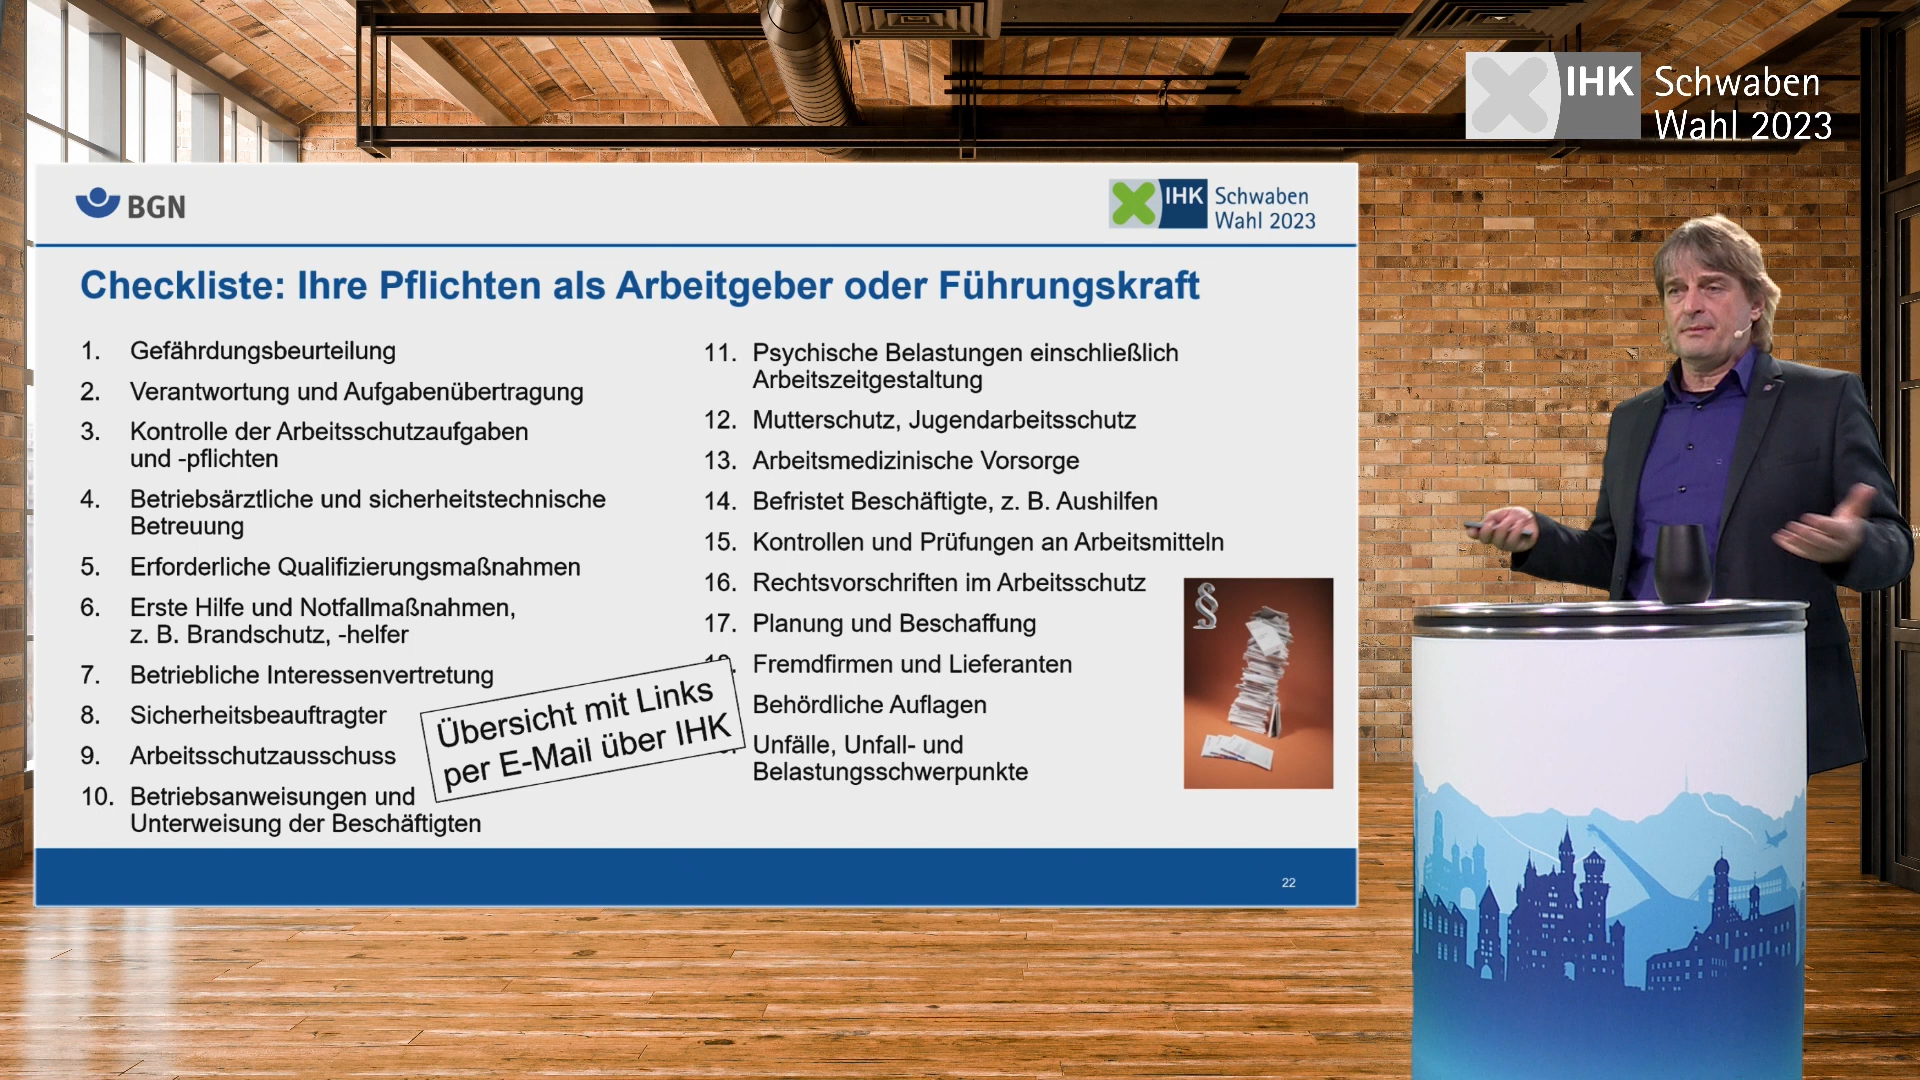 IHK Schwaben
Wahl 2023
BGN
IHK Schwaben
Wahl 2023
Checkliste: Ihre Pflichten als Arbeitgeber oder Führungskraft
1. Gefährdungsbeurteilung
2. Verantwortung und Aufgabenübertragung
3. Kontrolle der Arbeitsschutzaufgaben
und -pflichten
4. Betriebsärztliche und sicherheitstechnische
Betreuung
5. Erforderliche Qualifizierungsmaßnahmen
6. Erste Hilfe und Notfallmaßnahmen,
z. B. Brandschutz, -helfer
7. Betriebliche Interessenvertretung
8. Sicherheitsbeauftragter
9. Arbeitsschutzausschuss
10. Betriebsanweisungen und
Unterweisung der Beschäftigten
11. Psychische Belastungen einschließlich
Arbeitszeitgestaltung
12. Mutterschutz, Jugendarbeitsschutz
13. Arbeitsmedizinische Vorsorge
14. Befristet Beschäftigte, z. B. Aushilfen
15. Kontrollen und Prüfungen an Arbeitsmitteln
16. Rechtsvorschriften im Arbeitsschutz
17. Planung und Beschaffung
Fremdfirmen und Lieferanten
Behördliche Auflagen
Unfälle, Unfall- und
Belastungsschwerpunkte
Übersicht mit Links
per E-Mail über IHK
§
22